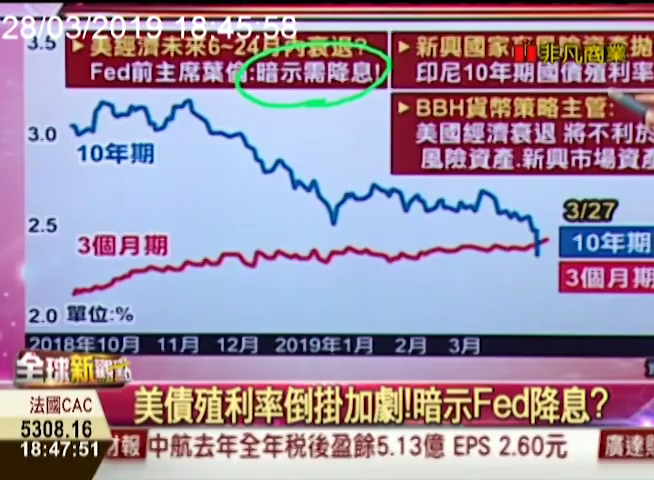 28/03/2019 18:45:58
3.5
美經濟未來6~24月內衰退?
Fed前主席葉倫:暗示需降息!
新興國家
非凡商業
印尼10年期國債殖利率
BBH貨幣策略主管:
美國經濟衰退 將不利於
風險資產.新興市場資產
3.0
10年期
2.5
3個月期
3/27
10年期
3個月期
2.0 單位:%
2018年10月 11月 12月 2019年1月 2月 3月
全球新觀點
美債殖利率倒掛加劇!暗示Fed降息?
法國CAC
5308.16
18:47:51
財報 中航去年全年稅後盈餘5.13億 EPS 2.60元
廣達